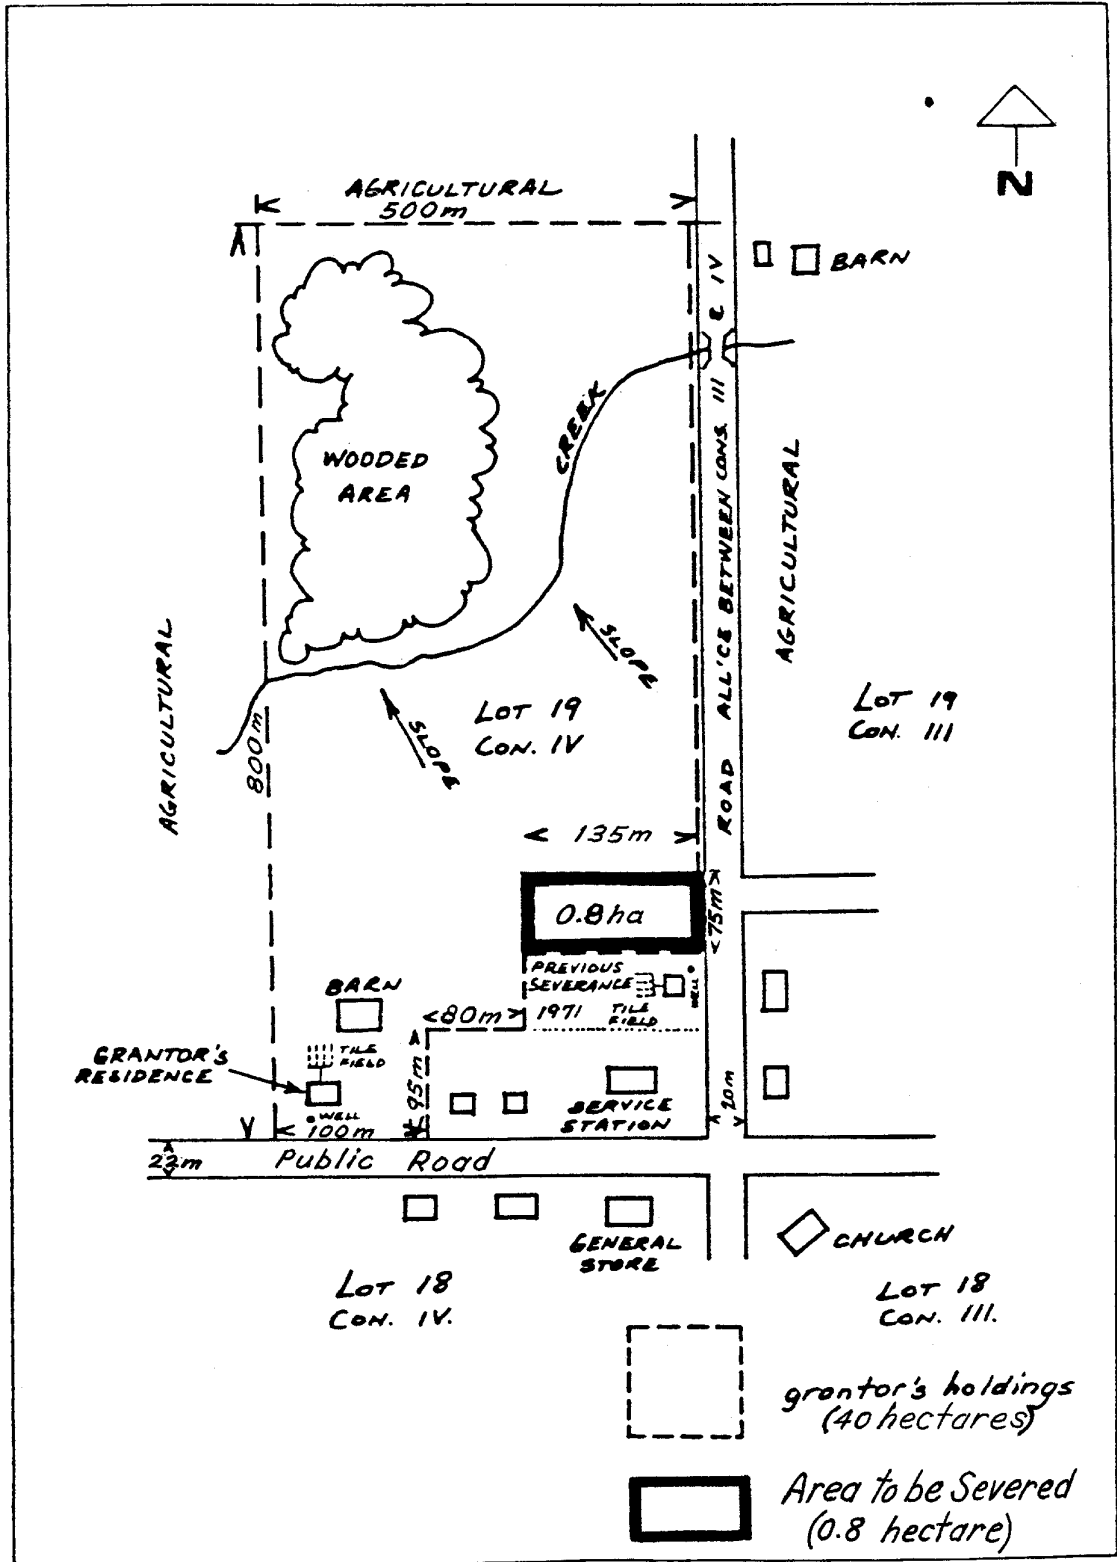 N
AGRICULTURAL
500m
BARN
ROAD ALL'CE BETWEEN CONS. III & IV
CREEK
WOODED
AREA
AGRICULTURAL
SLOPE
AGRICULTURAL
800m
SLOPE
LOT 19
CON. IV
LOT 19
CON. III
135m
0.8ha
75m
PREVIOUS
SEVERANCE
1971
TILE
FIELD
WELL
BARN
80m
GRANTOR'S
RESIDENCE
TILE
FIELD
95m
SERVICE
STATION
20m
WELL
100m
22m
Public Road
GENERAL
STORE
CHURCH
LOT 18
CON. IV.
LOT 18
CON. III.
grantor's holdings
(40 hectares)
Area to be Severed
(0.8 hectare)